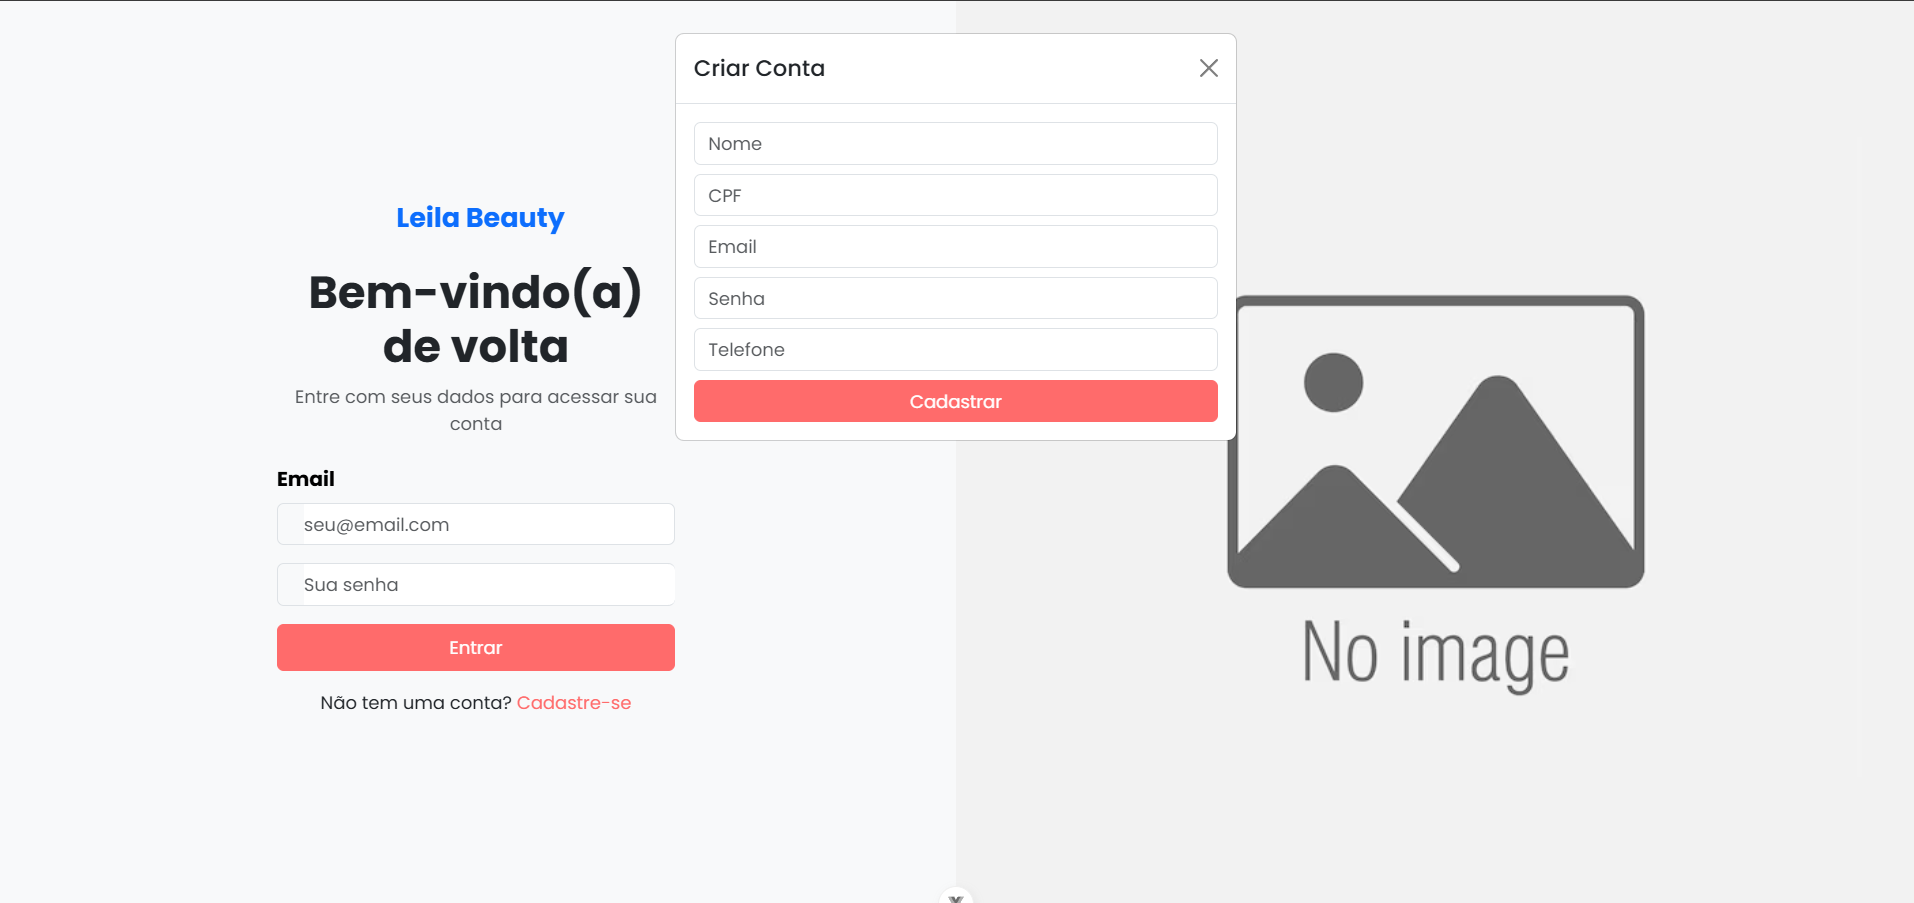 Leila Beauty
Bem-vindo(a)
de volta
Entre com seus dados para acessar sua
conta
Email
seu@email.com
Sua senha
Entrar
Não tem uma conta? Cadastre-se
Criar Conta
Nome
CPF
Email
Senha
Telefone
Cadastrar
No image